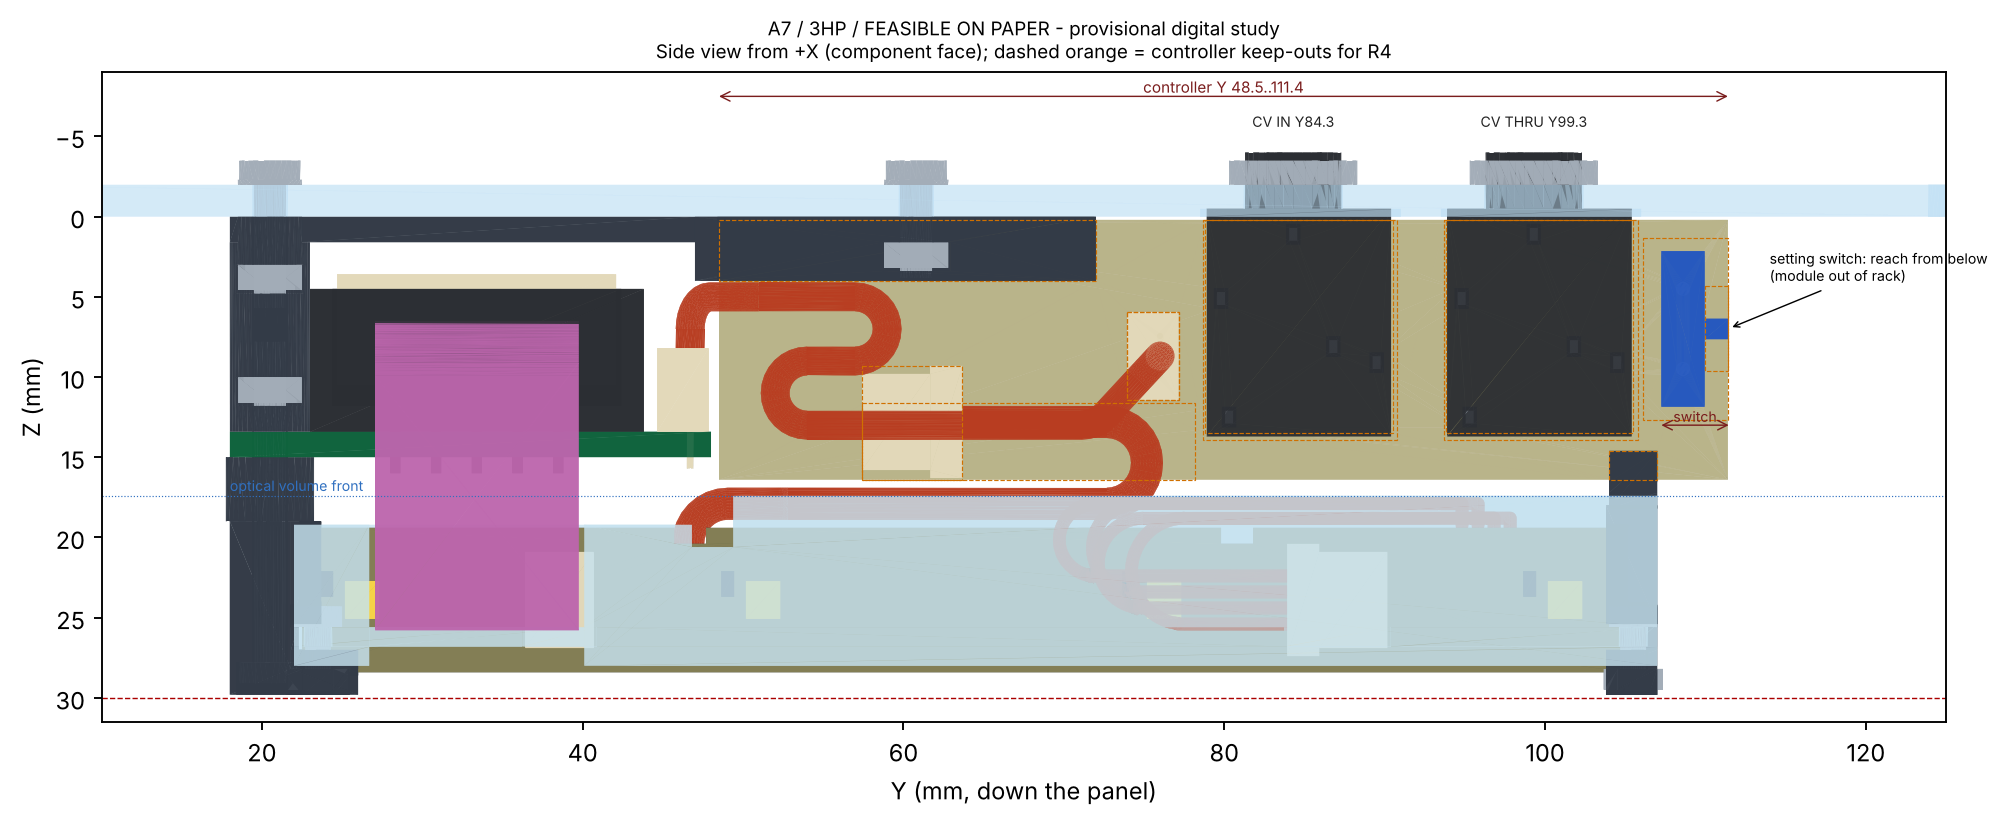 A7 / 3HP / FEASIBLE ON PAPER - provisional digital study
Side view from +X (component face); dashed orange = controller keep-outs for R4
controller Y 48.5..111.4
CV IN Y84.3
CV THRU Y99.3
setting switch: reach from below
(module out of rack)
switch
optical volume front
−5
0
5
10
15
20
25
30
Z (mm)
20
40
60
80
100
120
Y (mm, down the panel)